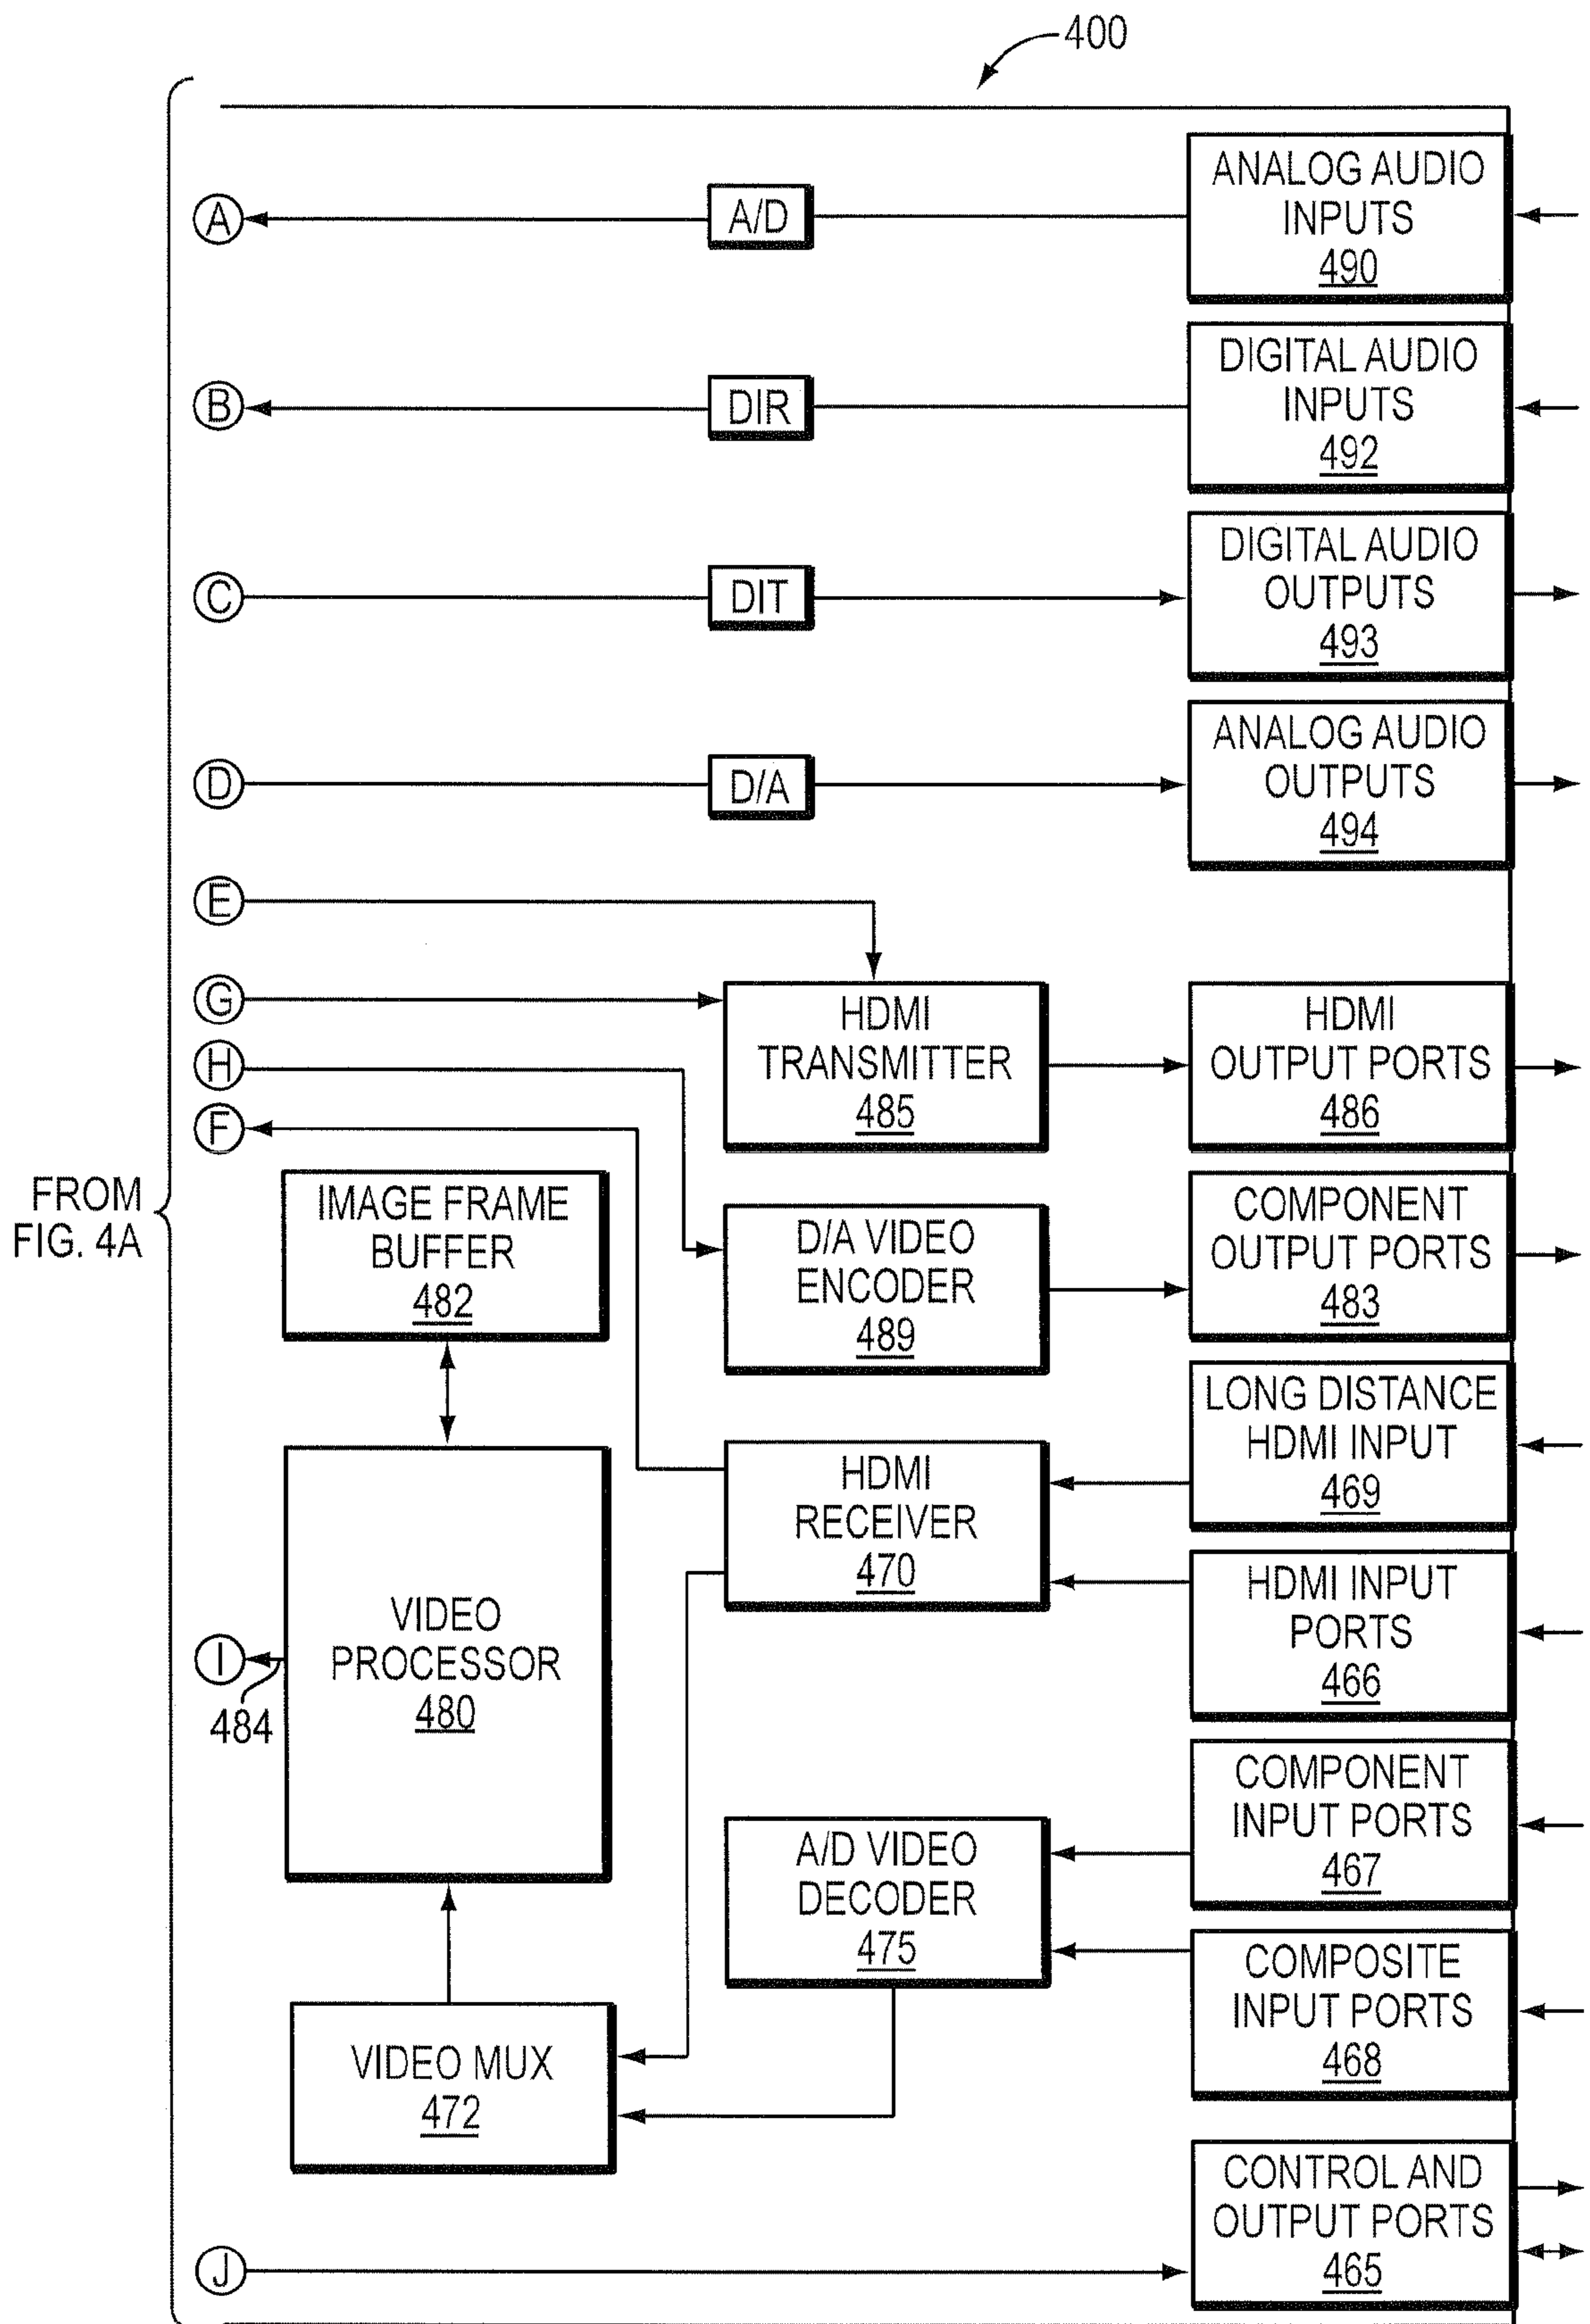 400
ANALOG AUDIO
INPUTS
490
A
A/D
DIGITAL AUDIO
INPUTS
492
B
DIR
DIGITAL AUDIO
OUTPUTS
493
C
DIT
ANALOG AUDIO
OUTPUTS
494
D
D/A
E
G
HDMI
TRANSMITTER
485
HDMI
OUTPUT PORTS
486
H
F
FROM
FIG. 4A
IMAGE FRAME
BUFFER
482
D/A VIDEO
ENCODER
489
COMPONENT
OUTPUT PORTS
483
LONG DISTANCE
HDMI INPUT
469
HDMI
RECEIVER
470
HDMI INPUT
PORTS
466
VIDEO
PROCESSOR
480
I
484
COMPONENT
INPUT PORTS
467
A/D VIDEO
DECODER
475
COMPOSITE
INPUT PORTS
468
VIDEO MUX
472
CONTROL AND
OUTPUT PORTS
465
J